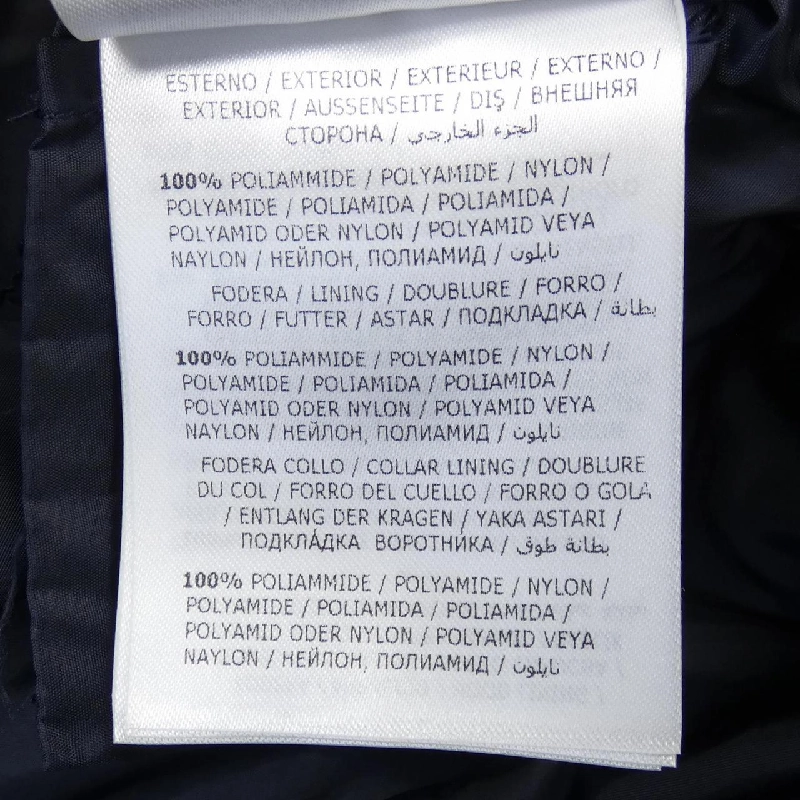 ESTERNO / EXTERIOR / EXTERIEUR / EXTERNO /
EXTERIOR / AUSSENSEITE / DIŞ / ВНЕШНЯЯ
СТОРОНА / الجزء الخارجي
100% POLIAMMIDE / POLYAMIDE / NYLON /
POLYAMIDE / POLIAMIDA / POLIAMIDA /
POLYAMID ODER NYLON / POLYAMID VEYA
NAYLON / НЕЙЛОН, ПОЛИАМИД / نايلون
FODERA / LINING / DOUBLURE / FORRO /
FORRO / FUTTER / ASTAR / ПОДКЛАДКА / بطانة
100% POLIAMMIDE / POLYAMIDE / NYLON /
POLYAMIDE / POLIAMIDA / POLIAMIDA /
POLYAMID ODER NYLON / POLYAMID VEYA
NAYLON / НЕЙЛОН, ПОЛИАМИД / نايلون
FODERA COLLO / COLLAR LINING / DOUBLURE
DU COL / FORRO DEL CUELLO / FORRO O GOLA
/ ENTLANG DER KRAGEN / YAKA ASTARI /
ПОДКЛА́ДКА ВОРОТНИКА / بطانة طوق
100% POLIAMMIDE / POLYAMIDE / NYLON /
POLYAMIDE / POLIAMIDA / POLIAMIDA /
POLYAMID ODER NYLON / POLYAMID VEYA
NAYLON / НЕЙЛОН, ПОЛИАМИД / نايلون